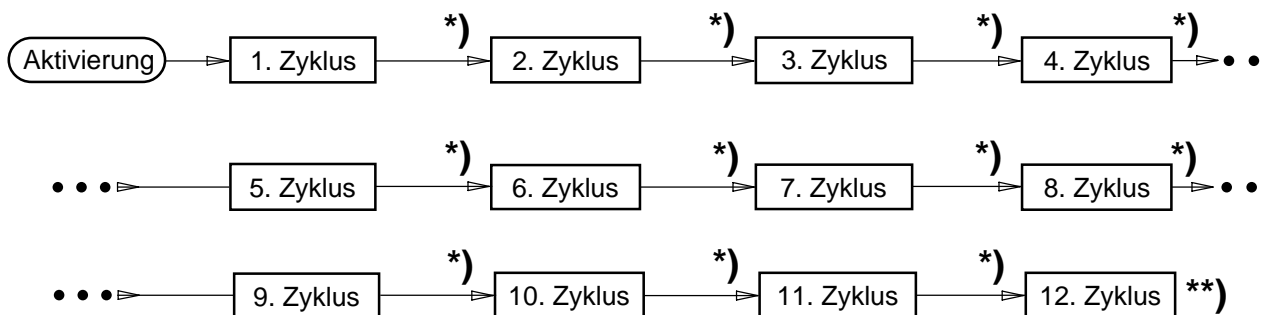 *) *) *) *)
Aktivierung 1. Zyklus 2. Zyklus 3. Zyklus 4. Zyklus
*) *) *) *)
5. Zyklus 6. Zyklus 7. Zyklus 8. Zyklus
*) *) *)
9. Zyklus 10. Zyklus 11. Zyklus 12. Zyklus **)